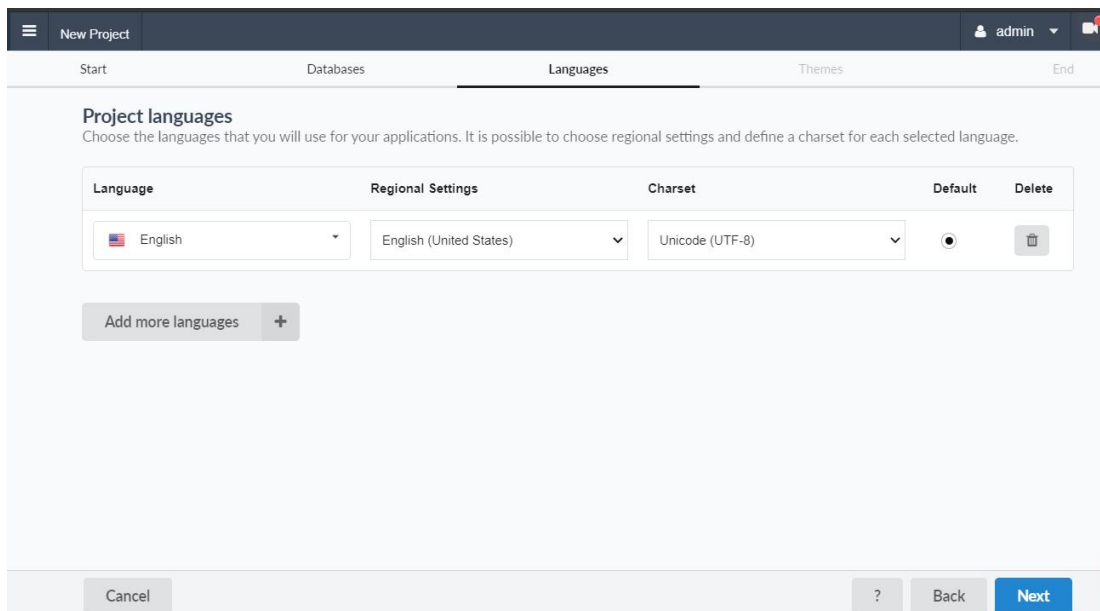 New Project
admin
Start Databases Languages Themes End
Project languages
Choose the languages that you will use for your applications. It is possible to choose regional settings and define a charset for each selected language.
Language Regional Settings Charset Default Delete
English English (United States) Unicode (UTF-8)
Add more languages +
Cancel ? Back Next